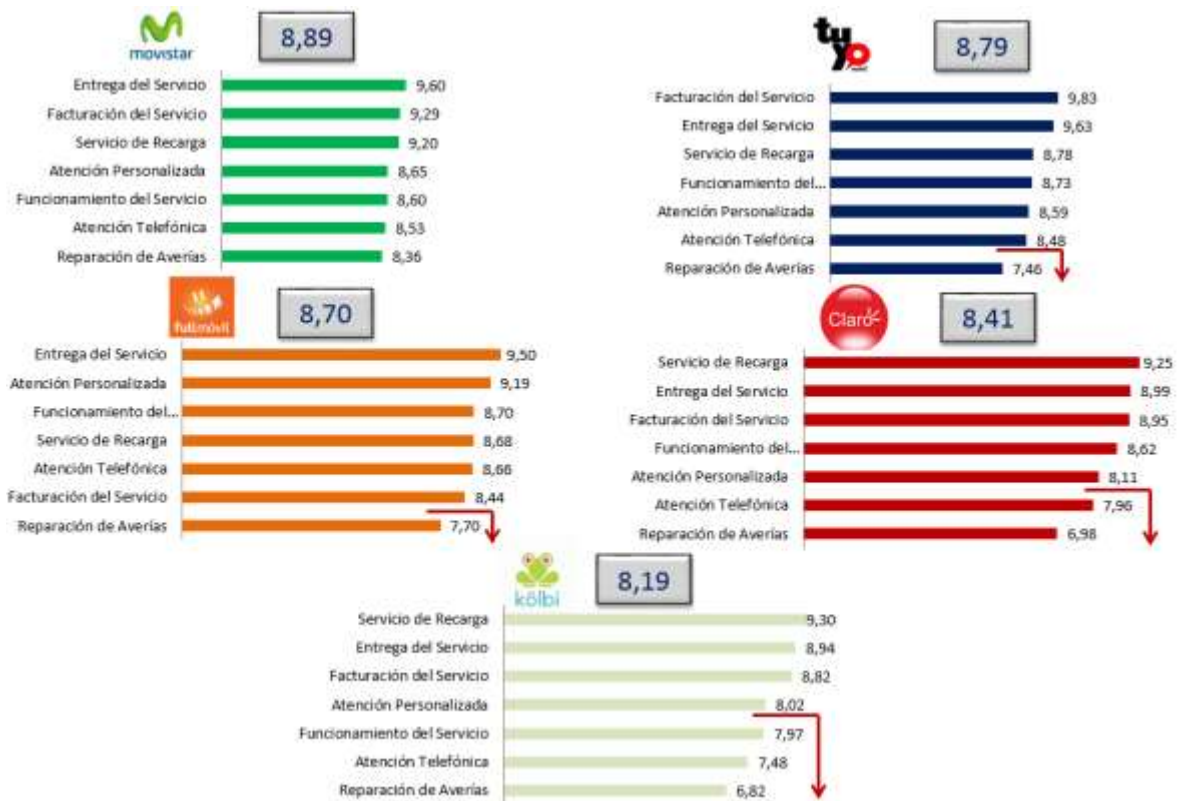 movistar
8,89
Entrega del Servicio 9,60
Facturación del Servicio 9,29
Servicio de Recarga 9,20
Atención Personalizada 8,65
Funcionamiento del Servicio 8,60
Atención Telefónica 8,53
Reparación de Averías 8,36
tuyo
8,79
Facturación del Servicio 9,83
Entrega del Servicio 9,63
Servicio de Recarga 8,78
Funcionamiento del... 8,73
Atención Personalizada 8,59
Atención Telefónica 8,48
Reparación de Averías 7,46
fullmóvil
8,70
Entrega del Servicio 9,50
Atención Personalizada 9,19
Funcionamiento del... 8,70
Servicio de Recarga 8,68
Atención Telefónica 8,66
Facturación del Servicio 8,44
Reparación de Averías 7,70
Claro
8,41
Servicio de Recarga 9,25
Entrega del Servicio 8,99
Facturación del Servicio 8,95
Funcionamiento del... 8,62
Atención Personalizada 8,11
Atención Telefónica 7,96
Reparación de Averías 6,98
kölbi
8,19
Servicio de Recarga 9,30
Entrega del Servicio 8,94
Facturación del Servicio 8,82
Atención Personalizada 8,02
Funcionamiento del Servicio 7,97
Atención Telefónica 7,48
Reparación de Averías 6,82